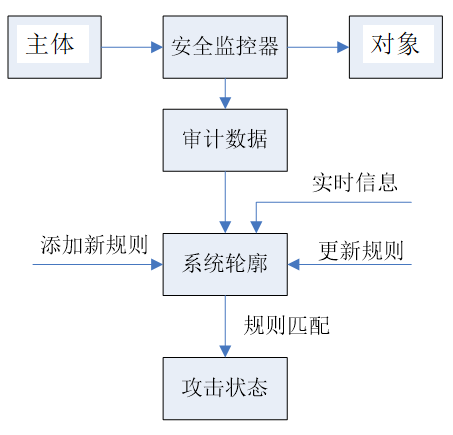 主体
安全监控器
对象
审计数据
实时信息
添加新规则
系统轮廓
更新规则
规则匹配
攻击状态